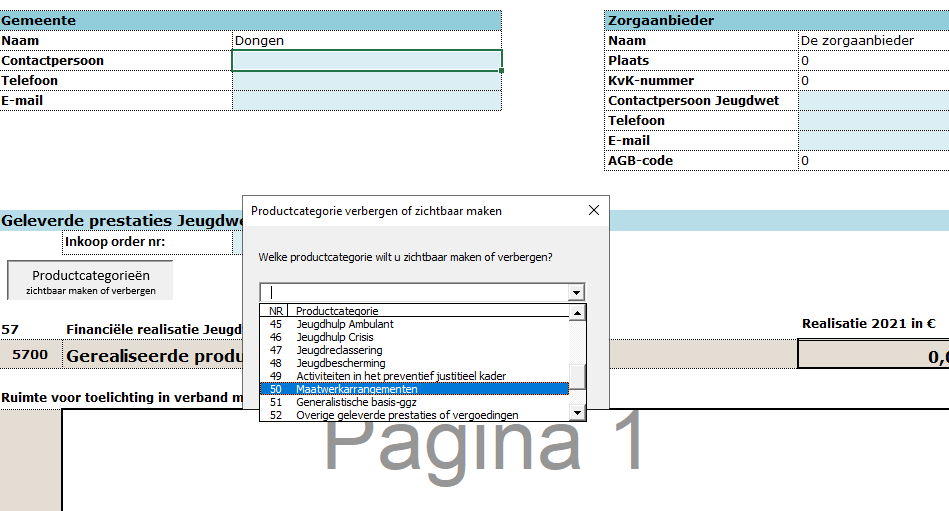 Gemeente
Naam Dongen
Contactpersoon
Telefoon
E-mail
Zorgaanbieder
Naam De zorgaanbieder
Plaats 0
KvK-nummer 0
Contactpersoon Jeugdwet
Telefoon
E-mail
AGB-code 0
Geleverde prestaties Jeugdw
Inkoop order nr:
Productcategorieën
zichtbaar maken of verbergen
57 Financiële realisatie Jeugd
Realisatie 2021 in €
5700 Gerealiseerde produ
0,
Ruimte voor toelichting in verband m
Productcategorie verbergen of zichtbaar maken
Welke productcategorie wilt u zichtbaar maken of verbergen?
NR Productcategorie
45 Jeugdhulp Ambulant
46 Jeugdhulp Crisis
47 Jeugdreclassering
48 Jeugdbescherming
49 Activiteiten in het preventief justitieel kader
50 Maatwerkarrangementen
51 Generalistische basis-ggz
52 Overige geleverde prestaties of vergoedingen
Pagina 1